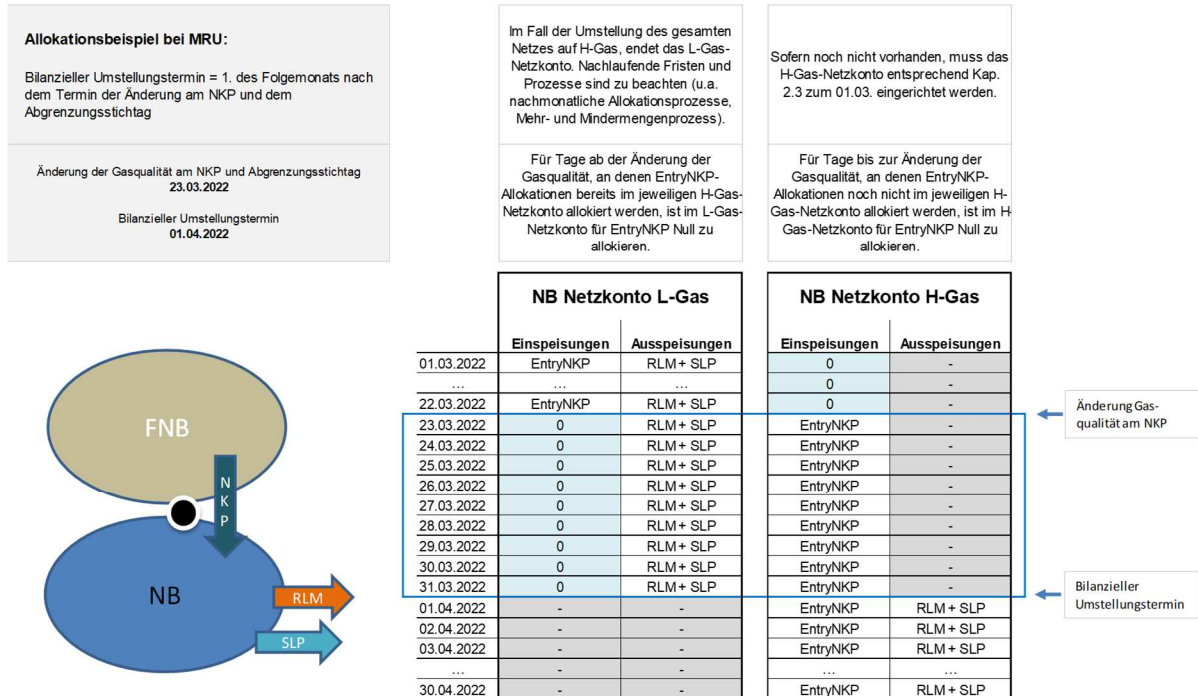 Allokationsbeispiel bei MRU:
Bilanzieller Umstellungstermin = 1. des Folgemonats nach
dem Termin der Änderung am NKP und dem
Abgrenzungsstichtag
Änderung der Gasqualität am NKP und Abgrenzungsstichtag
23.03.2022
Bilanzieller Umstellungstermin
01.04.2022
Im Fall der Umstellung des gesamten
Netzes auf H-Gas, endet das L-Gas-
Netzkonto. Nachlaufende Fristen und
Prozesse sind zu beachten (u.a.
nachmonatliche Allokationsprozesse,
Mehr- und Mindermengenprozess).
Sofern noch nicht vorhanden, muss das
H-Gas-Netzkonto entsprechend Kap.
2.3 zum 01.03. eingerichtet werden.
Für Tage ab der Änderung der
Gasqualität, an denen EntryNKP-
Allokationen bereits im jeweiligen H-Gas-
Netzkonto allokiert werden, ist im L-Gas-
Netzkonto für EntryNKP Null zu
allokieren.
Für Tage bis zur Änderung der
Gasqualität, an denen EntryNKP-
Allokationen noch nicht im jeweiligen H-
Gas-Netzkonto allokiert werden, ist im H-
Gas-Netzkonto für EntryNKP Null zu
allokieren.
NB Netzkonto L-Gas NB Netzkonto H-Gas
Einspeisungen Ausspeisungen Einspeisungen Ausspeisungen
01.03.2022 EntryNKP RLM + SLP 0 -
... ... ... 0 -
22.03.2022 EntryNKP RLM + SLP 0 -
23.03.2022 0 RLM + SLP EntryNKP -
24.03.2022 0 RLM + SLP EntryNKP -
25.03.2022 0 RLM + SLP EntryNKP -
26.03.2022 0 RLM + SLP EntryNKP -
27.03.2022 0 RLM + SLP EntryNKP -
28.03.2022 0 RLM + SLP EntryNKP -
29.03.2022 0 RLM + SLP EntryNKP -
30.03.2022 0 RLM + SLP EntryNKP -
31.03.2022 0 RLM + SLP EntryNKP -
01.04.2022 - - EntryNKP RLM + SLP
02.04.2022 - - EntryNKP RLM + SLP
03.04.2022 - - EntryNKP RLM + SLP
... - - ... ...
30.04.2022 - - EntryNKP RLM + SLP
Änderung Gas-
qualität am NKP
Bilanzieller
Umstellungstermin
FNB
NKP
NB
RLM
SLP